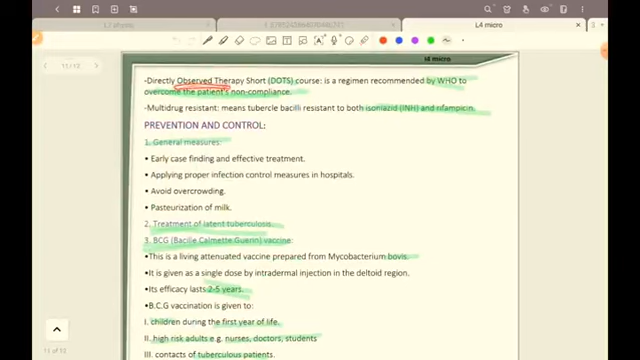 L7 physio
L4 micro
11 / 12
l4 micro
-Directly Observed Therapy Short (DOTS) course: is a regimen recommended by WHO to
overcome the patient's non-compliance.
-Multidrug resistant: means tubercle bacilli resistant to both isoniazid (INH) and rifampicin.
PREVENTION AND CONTROL:
1. General measures:
• Early case finding and effective treatment.
• Applying proper infection control measures in hospitals.
• Avoid overcrowding.
• Pasteurization of milk.
2. Treatment of latent tuberculosis.
3. BCG (Bacille Calmette Guerin) vaccine:
•This is a living attenuated vaccine prepared from Mycobacterium bovis.
•It is given as a single dose by intradermal injection in the deltoid region.
•Its efficacy lasts 2-5 years.
•B.C.G vaccination is given to:
I. children during the first year of life.
II. high risk adults e.g. nurses, doctors, students
III. contacts of tuberculous patients.